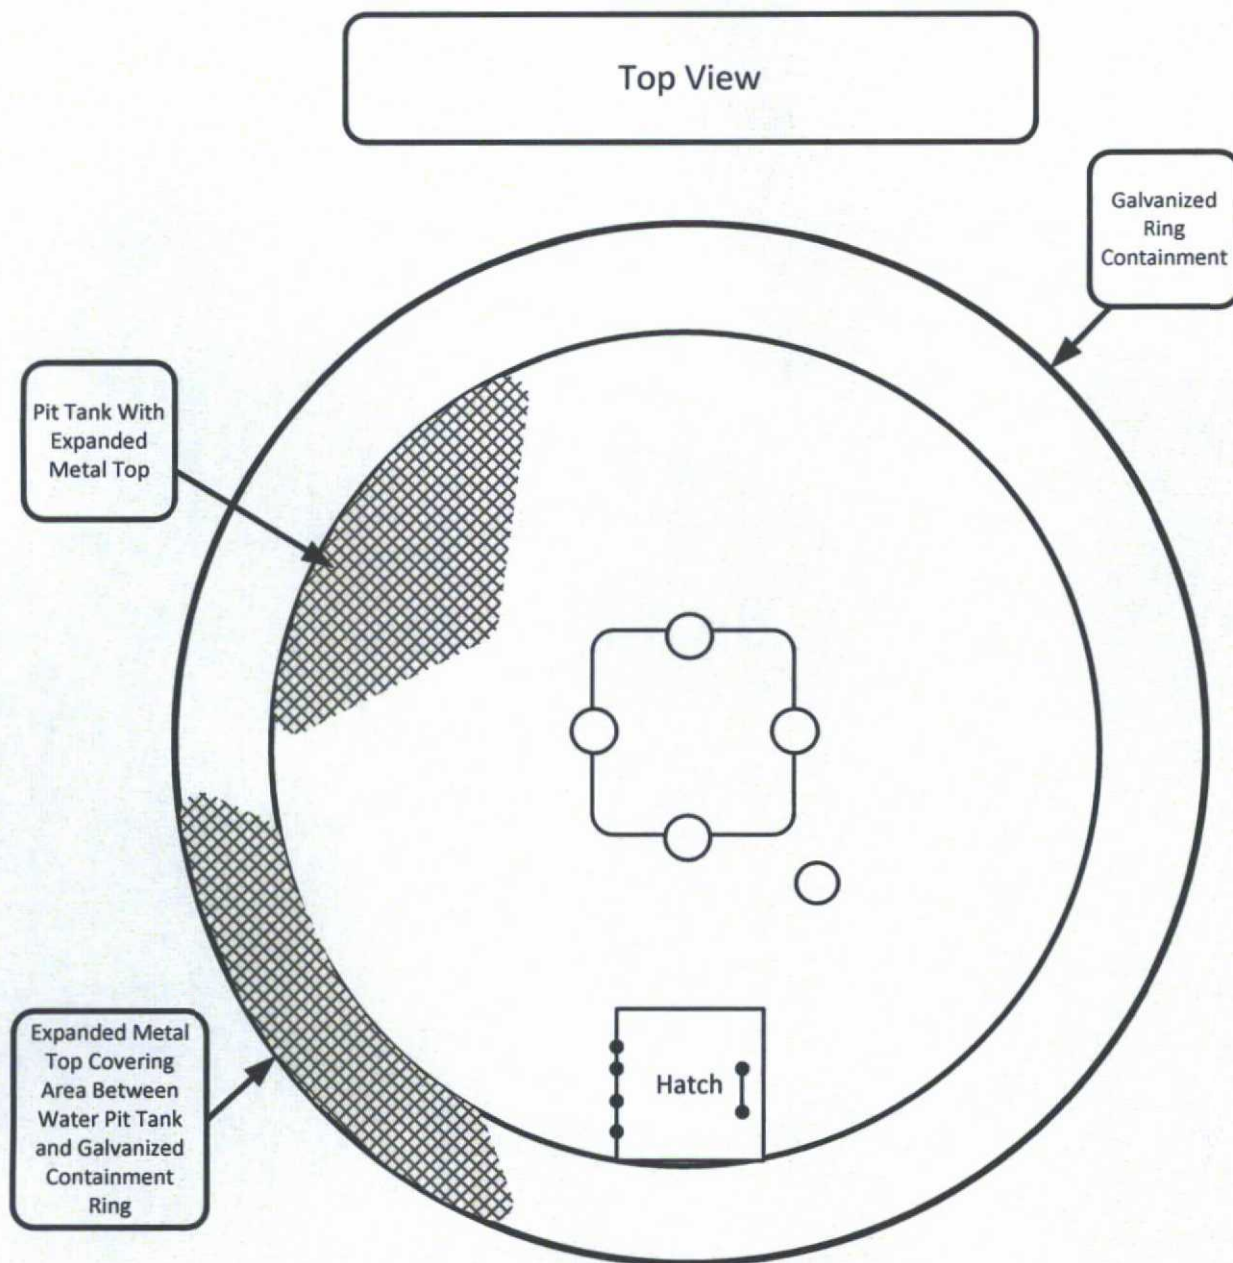 Top View
Galvanized
Ring
Containment
Pit Tank With
Expanded
Metal Top
Expanded Metal
Top Covering
Area Between
Water Pit Tank
and Galvanized
Containment
Ring
Hatch